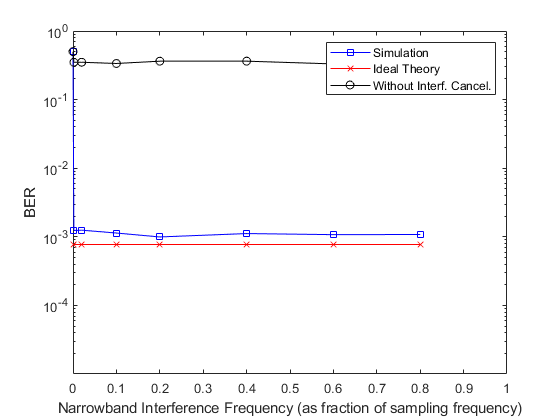 10^0
10^-1
10^-2
10^-3
10^-4
BER
Simulation
Ideal Theory
Without Interf. Cancel.
0 0.1 0.2 0.3 0.4 0.5 0.6 0.7 0.8 0.9 1
Narrowband Interference Frequency (as fraction of sampling frequency)